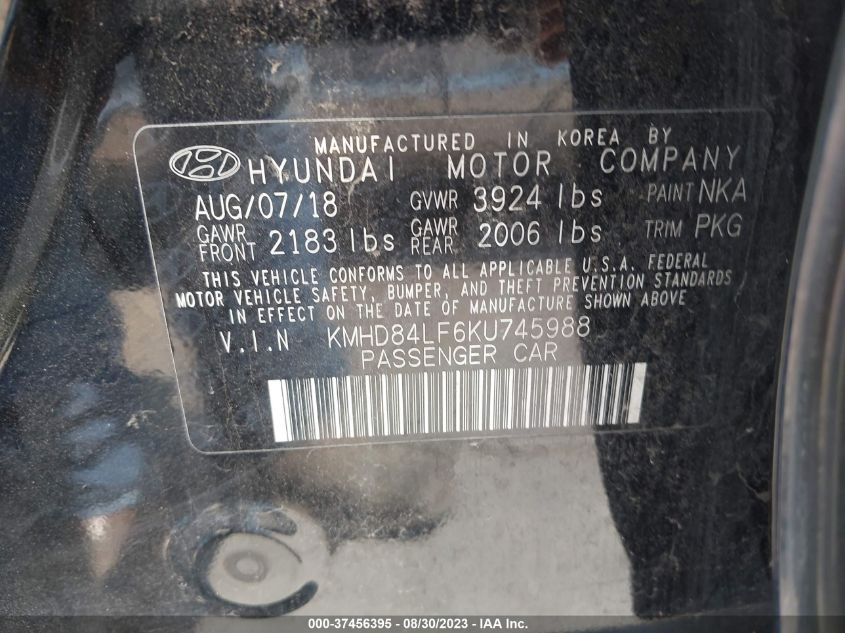 MANUFACTURED IN KOREA BY
HYUNDAI MOTOR COMPANY
AUG/07/18 GVWR 3924 lbs PAINT NKA
GAWR FRONT 2183 lbs GAWR REAR 2006 lbs TRIM PKG
THIS VEHICLE CONFORMS TO ALL APPLICABLE U.S.A. FEDERAL
MOTOR VEHICLE SAFETY, BUMPER, AND THEFT PREVENTION STANDARDS
IN EFFECT ON THE DATE OF MANUFACTURE SHOWN ABOVE
V.I.N KMHD84LF6KU745988
PASSENGER CAR
000-37456395 - 08/30/2023 - IAA Inc.